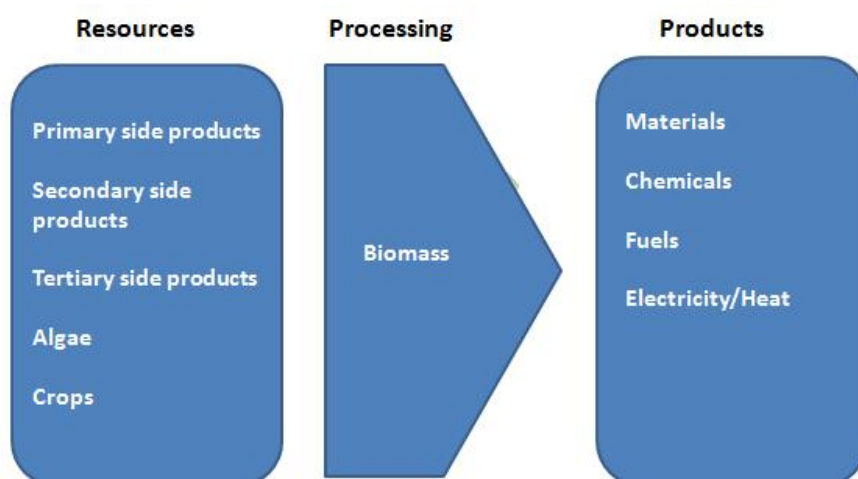 Resources
Processing
Products
Primary side products
Secondary side
products
Tertiary side products
Algae
Crops
Biomass
Materials
Chemicals
Fuels
Electricity/Heat